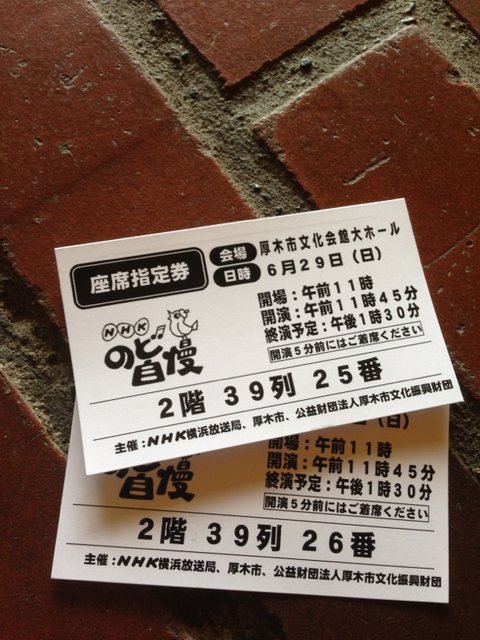 座席指定券
会場 厚木市文化会館大ホール
日時 6月29日(日)
開場:午前11時
開演:午前11時45分
終演予定:午後1時30分
開演5分前にはご着席ください
NHK
のど自慢
2階 39列 25番
主催:NHK横浜放送局、厚木市、公益財団法人厚木市文化振興財団
(日)
開場:午前11時
開演:午前11時45分
終演予定:午後1時30分
開演5分前にはご着席ください
自慢
2階 39列 26番
主催:NHK横浜放送局、厚木市、公益財団法人厚木市文化振興財団